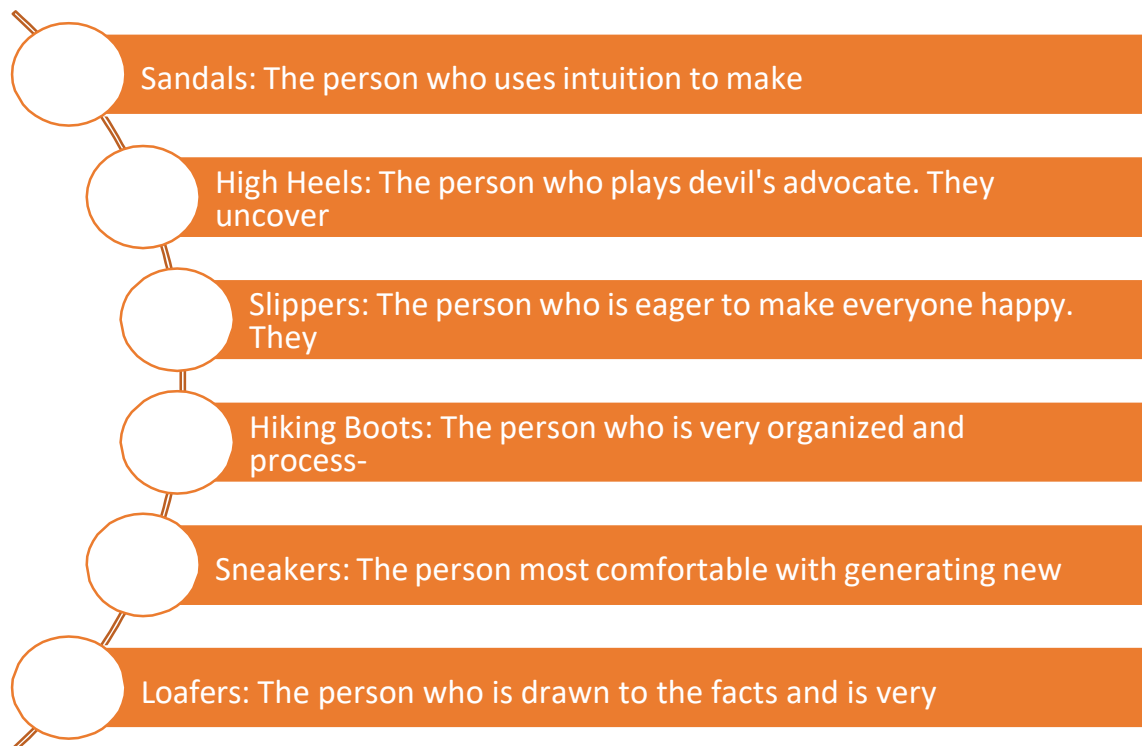 Sandals: The person who uses intuition to make
High Heels: The person who plays devil's advocate. They
uncover
Slippers: The person who is eager to make everyone happy.
They
Hiking Boots: The person who is very organized and
process-
Sneakers: The person most comfortable with generating new
Loafers: The person who is drawn to the facts and is very